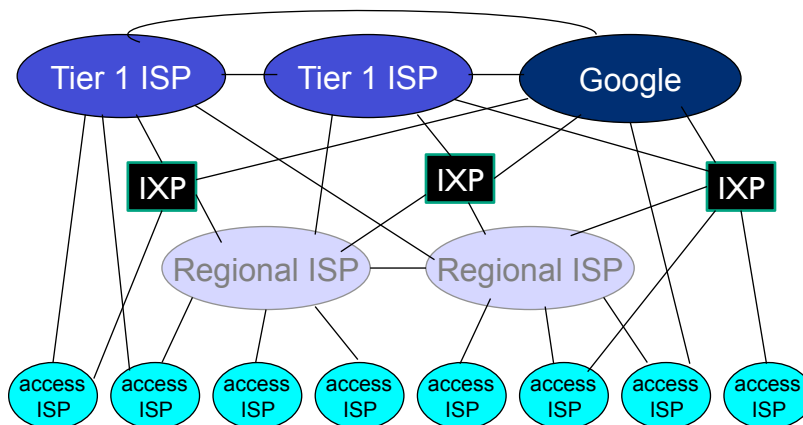 Tier 1 ISP
Tier 1 ISP
Google
IXP
IXP
IXP
Regional ISP
Regional ISP
access
ISP
access
ISP
access
ISP
access
ISP
access
ISP
access
ISP
access
ISP
access
ISP